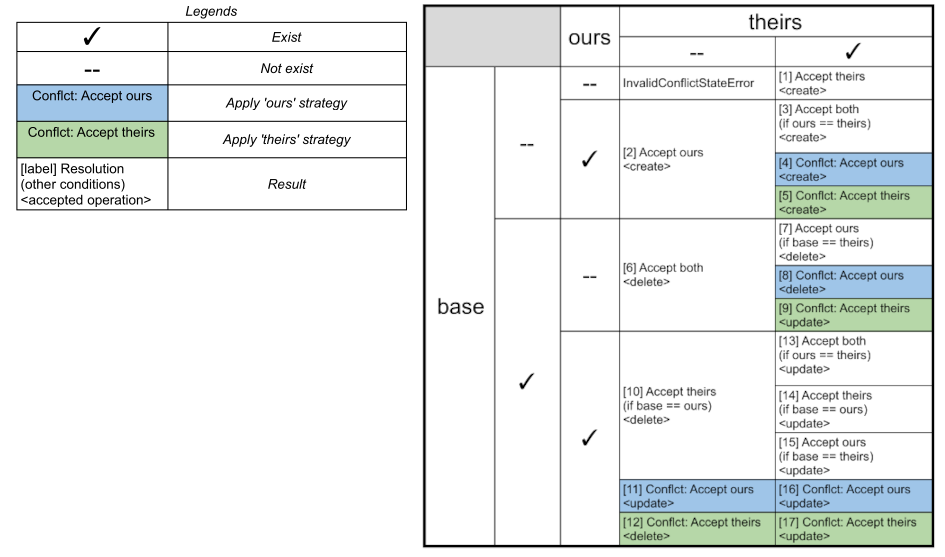 Legends
✓
Exist
--
Not exist
Conflct: Accept ours
Apply 'ours' strategy
Conflct: Accept theirs
Apply 'theirs' strategy
[label] Resolution
(other conditions)
<accepted operation>
Result
ours
theirs
--
✓
base
--
--
InvalidConflictStateError
[1] Accept theirs
<create>
✓
[2] Accept ours
<create>
[3] Accept both
(if ours == theirs)
<create>
[4] Conflct: Accept ours
<create>
[5] Conflct: Accept theirs
<create>
✓
--
[6] Accept both
<delete>
[7] Accept ours
(if base == theirs)
<delete>
[8] Conflct: Accept ours
<delete>
[9] Conflct: Accept theirs
<update>
✓
[10] Accept theirs
(if base == ours)
<delete>
[13] Accept both
(if ours == theirs)
<update>
[14] Accept theirs
(if base == ours)
<update>
[15] Accept ours
(if base == theirs)
<update>
[11] Conflct: Accept ours
<update>
[16] Conflct: Accept ours
<update>
[12] Conflct: Accept theirs
<delete>
[17] Conflct: Accept theirs
<update>